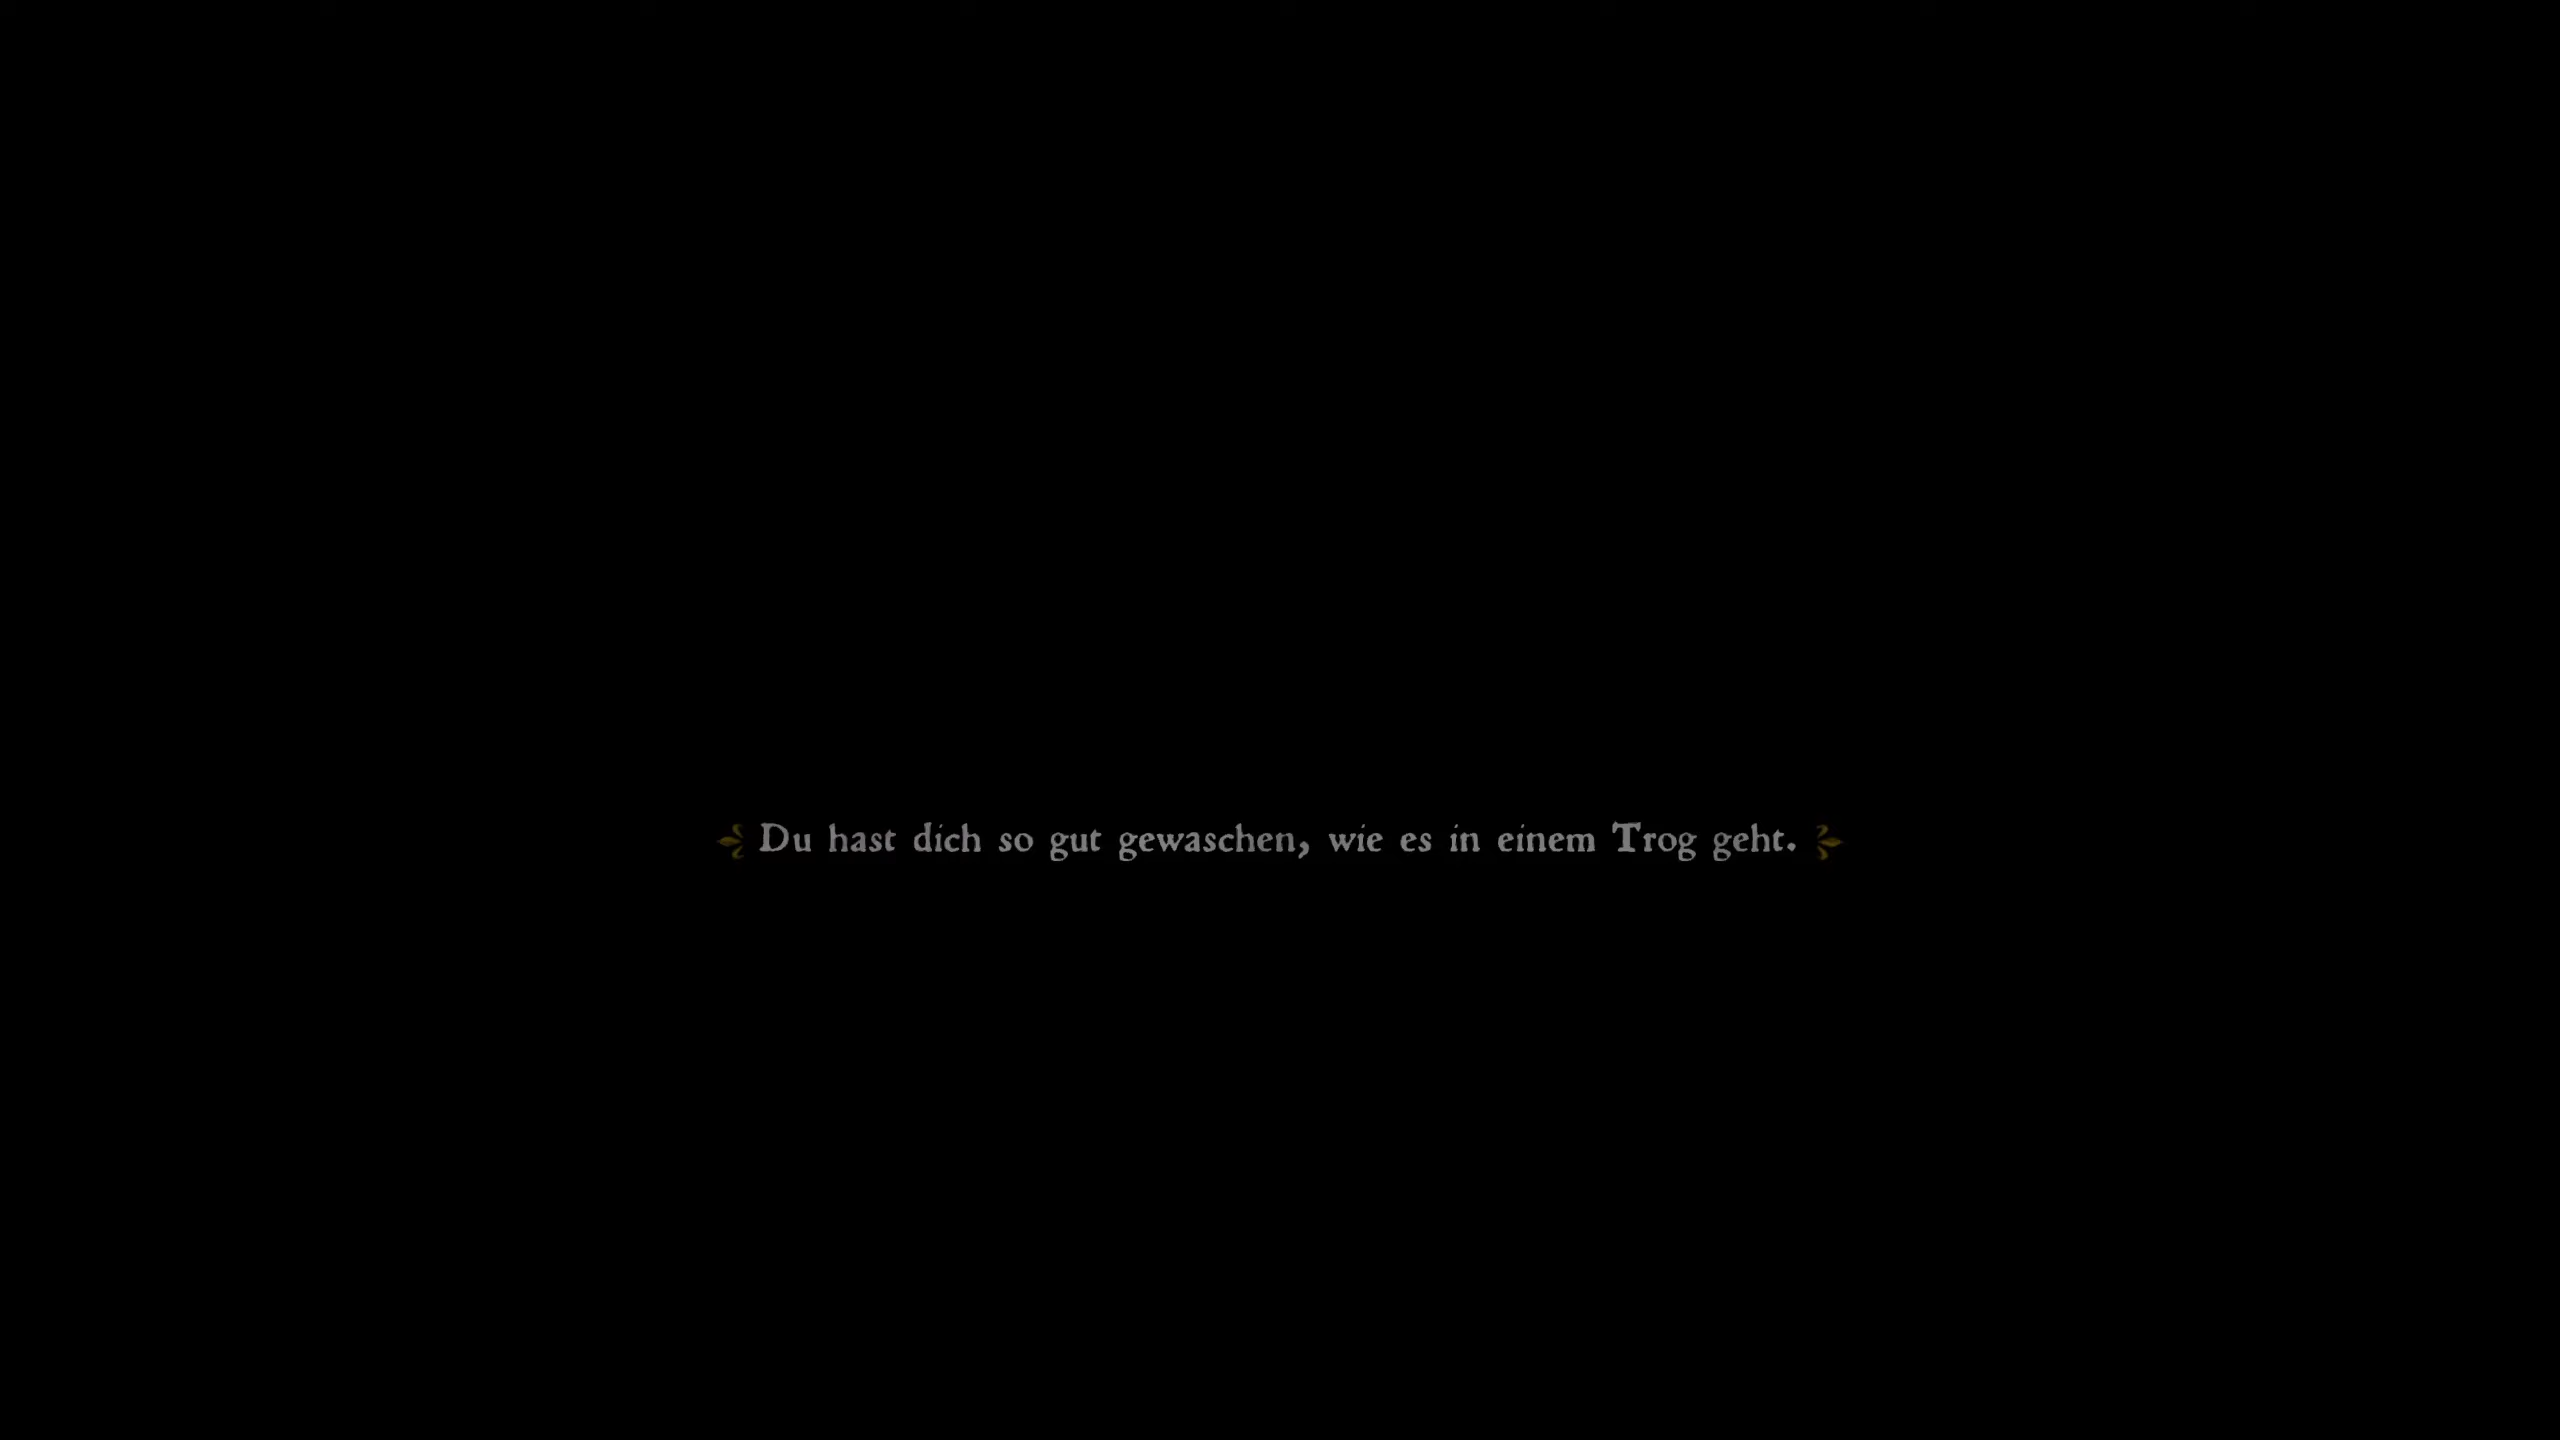 Du hast dich so gut gewaschen, wie es in einem Trog geht.